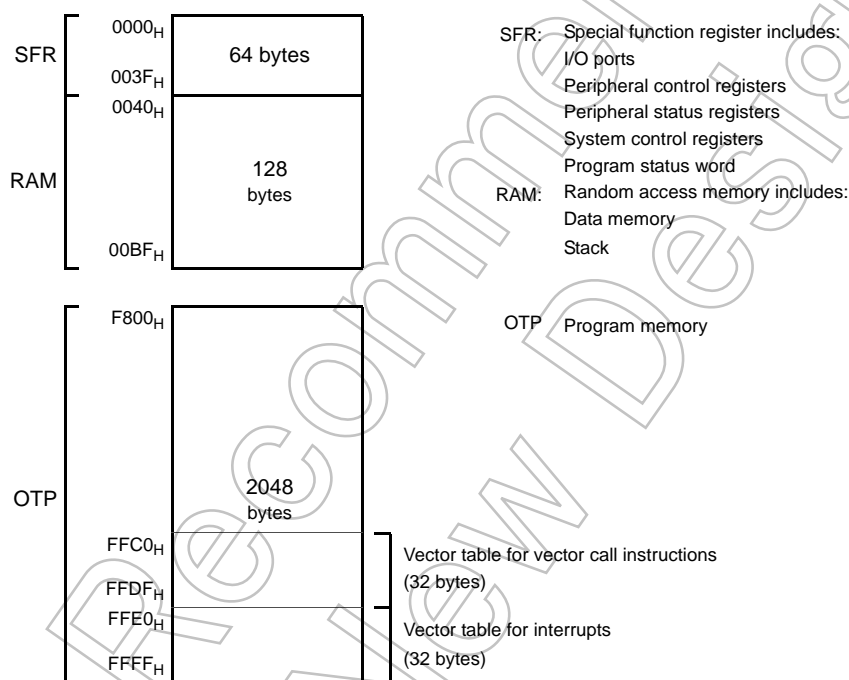 SFR
0000H
003FH
64 bytes
RAM
0040H
00BFH
128
bytes
OTP
F800H
2048
bytes
FFC0H
FFDFH
FFE0H
FFFFH
Vector table for vector call instructions
(32 bytes)
Vector table for interrupts
(32 bytes)
SFR: Special function register includes:
I/O ports
Peripheral control registers
Peripheral status registers
System control registers
Program status word
RAM: Random access memory includes:
Data memory
Stack
OTP Program memory